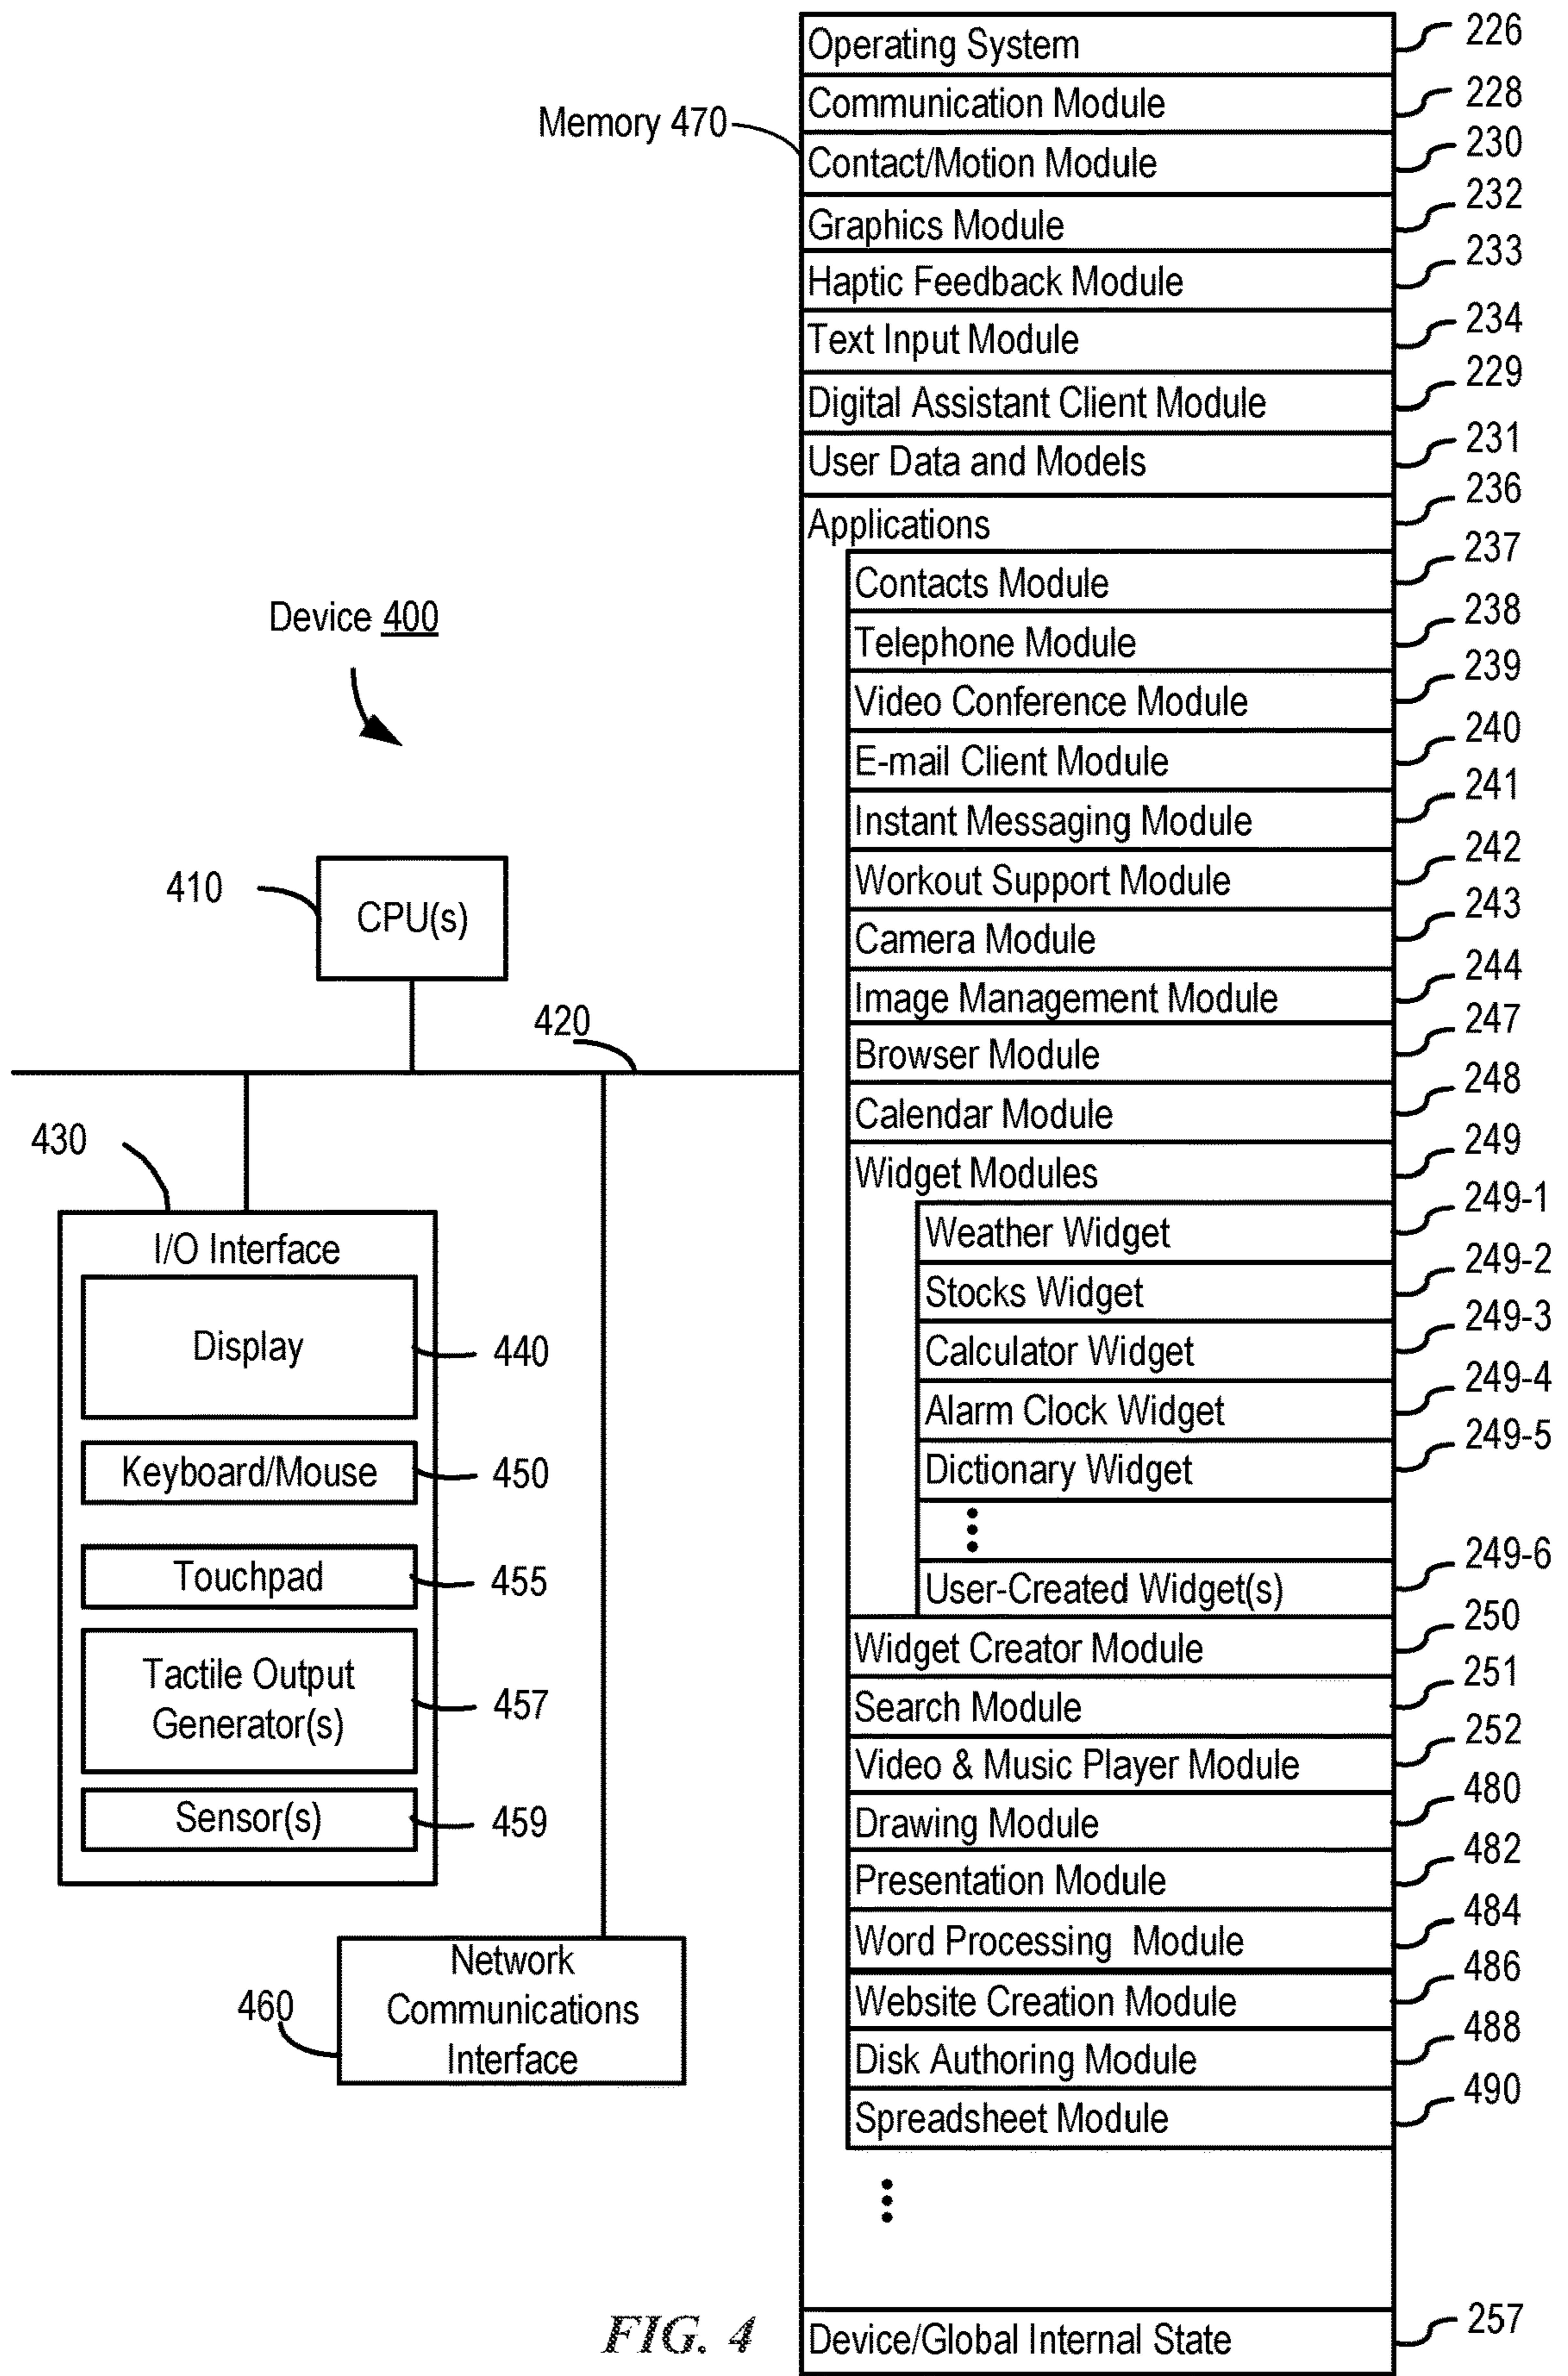 Operating System 226
Communication Module 228
Memory 470
Contact/Motion Module 230
Graphics Module 232
Haptic Feedback Module 233
Text Input Module 234
Digital Assistant Client Module 229
User Data and Models 231
Applications 236
Contacts Module 237
Telephone Module 238
Video Conference Module 239
E-mail Client Module 240
Instant Messaging Module 241
Workout Support Module 242
Camera Module 243
Image Management Module 244
Browser Module 247
Calendar Module 248
Widget Modules 249
Weather Widget 249-1
Stocks Widget 249-2
Calculator Widget 249-3
Alarm Clock Widget 249-4
Dictionary Widget 249-5
User-Created Widget(s) 249-6
Widget Creator Module 250
Search Module 251
Video & Music Player Module 252
Drawing Module 480
Presentation Module 482
Word Processing Module 484
Website Creation Module 486
Disk Authoring Module 488
Spreadsheet Module 490
Device/Global Internal State 257
Device 400
410
CPU(s)
420
430
I/O Interface
Display 440
Keyboard/Mouse 450
Touchpad 455
Tactile Output
Generator(s) 457
Sensor(s) 459
460
Network
Communications
Interface
FIG. 4